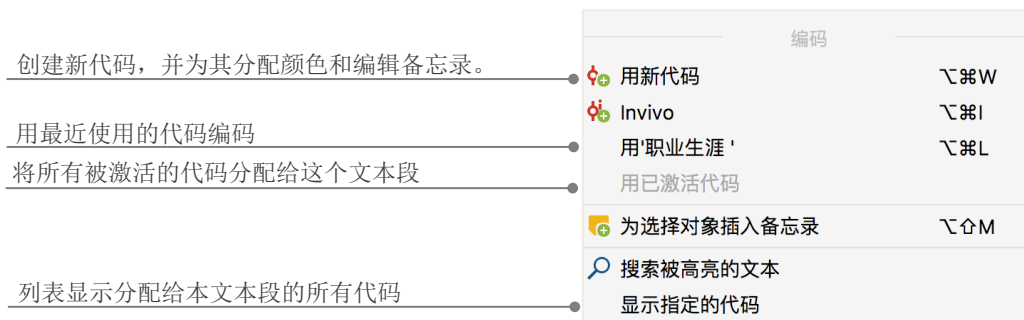 编码
创建新代码，并为其分配颜色和编辑备忘录。
用新代码 ⌥⌘W
Invivo ⌥⌘I
用最近使用的代码编码
用'职业生涯 ' ⌥⌘L
将所有被激活的代码分配给这个文本段
用已激活代码
为选择对象插入备忘录 ⌥⇧M
搜索被高亮的文本
列表显示分配给本文本段的所有代码
显示指定的代码